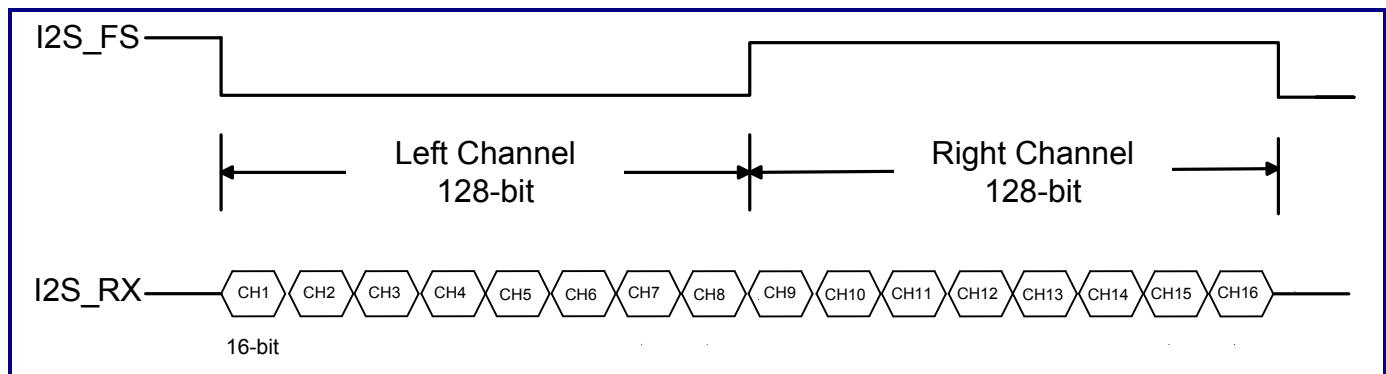 I2S_FS
Left Channel
128-bit
Right Channel
128-bit
I2S_RX
CH1 CH2 CH3 CH4 CH5 CH6 CH7 CH8 CH9 CH10 CH11 CH12 CH13 CH14 CH15 CH16
16-bit